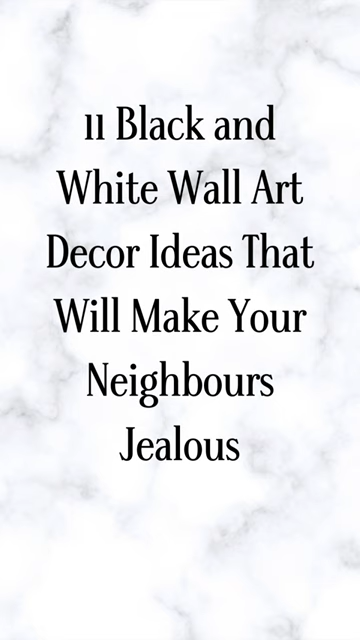 11 Black and
White Wall Art
Decor Ideas That
Will Make Your
Neighbours
Jealous